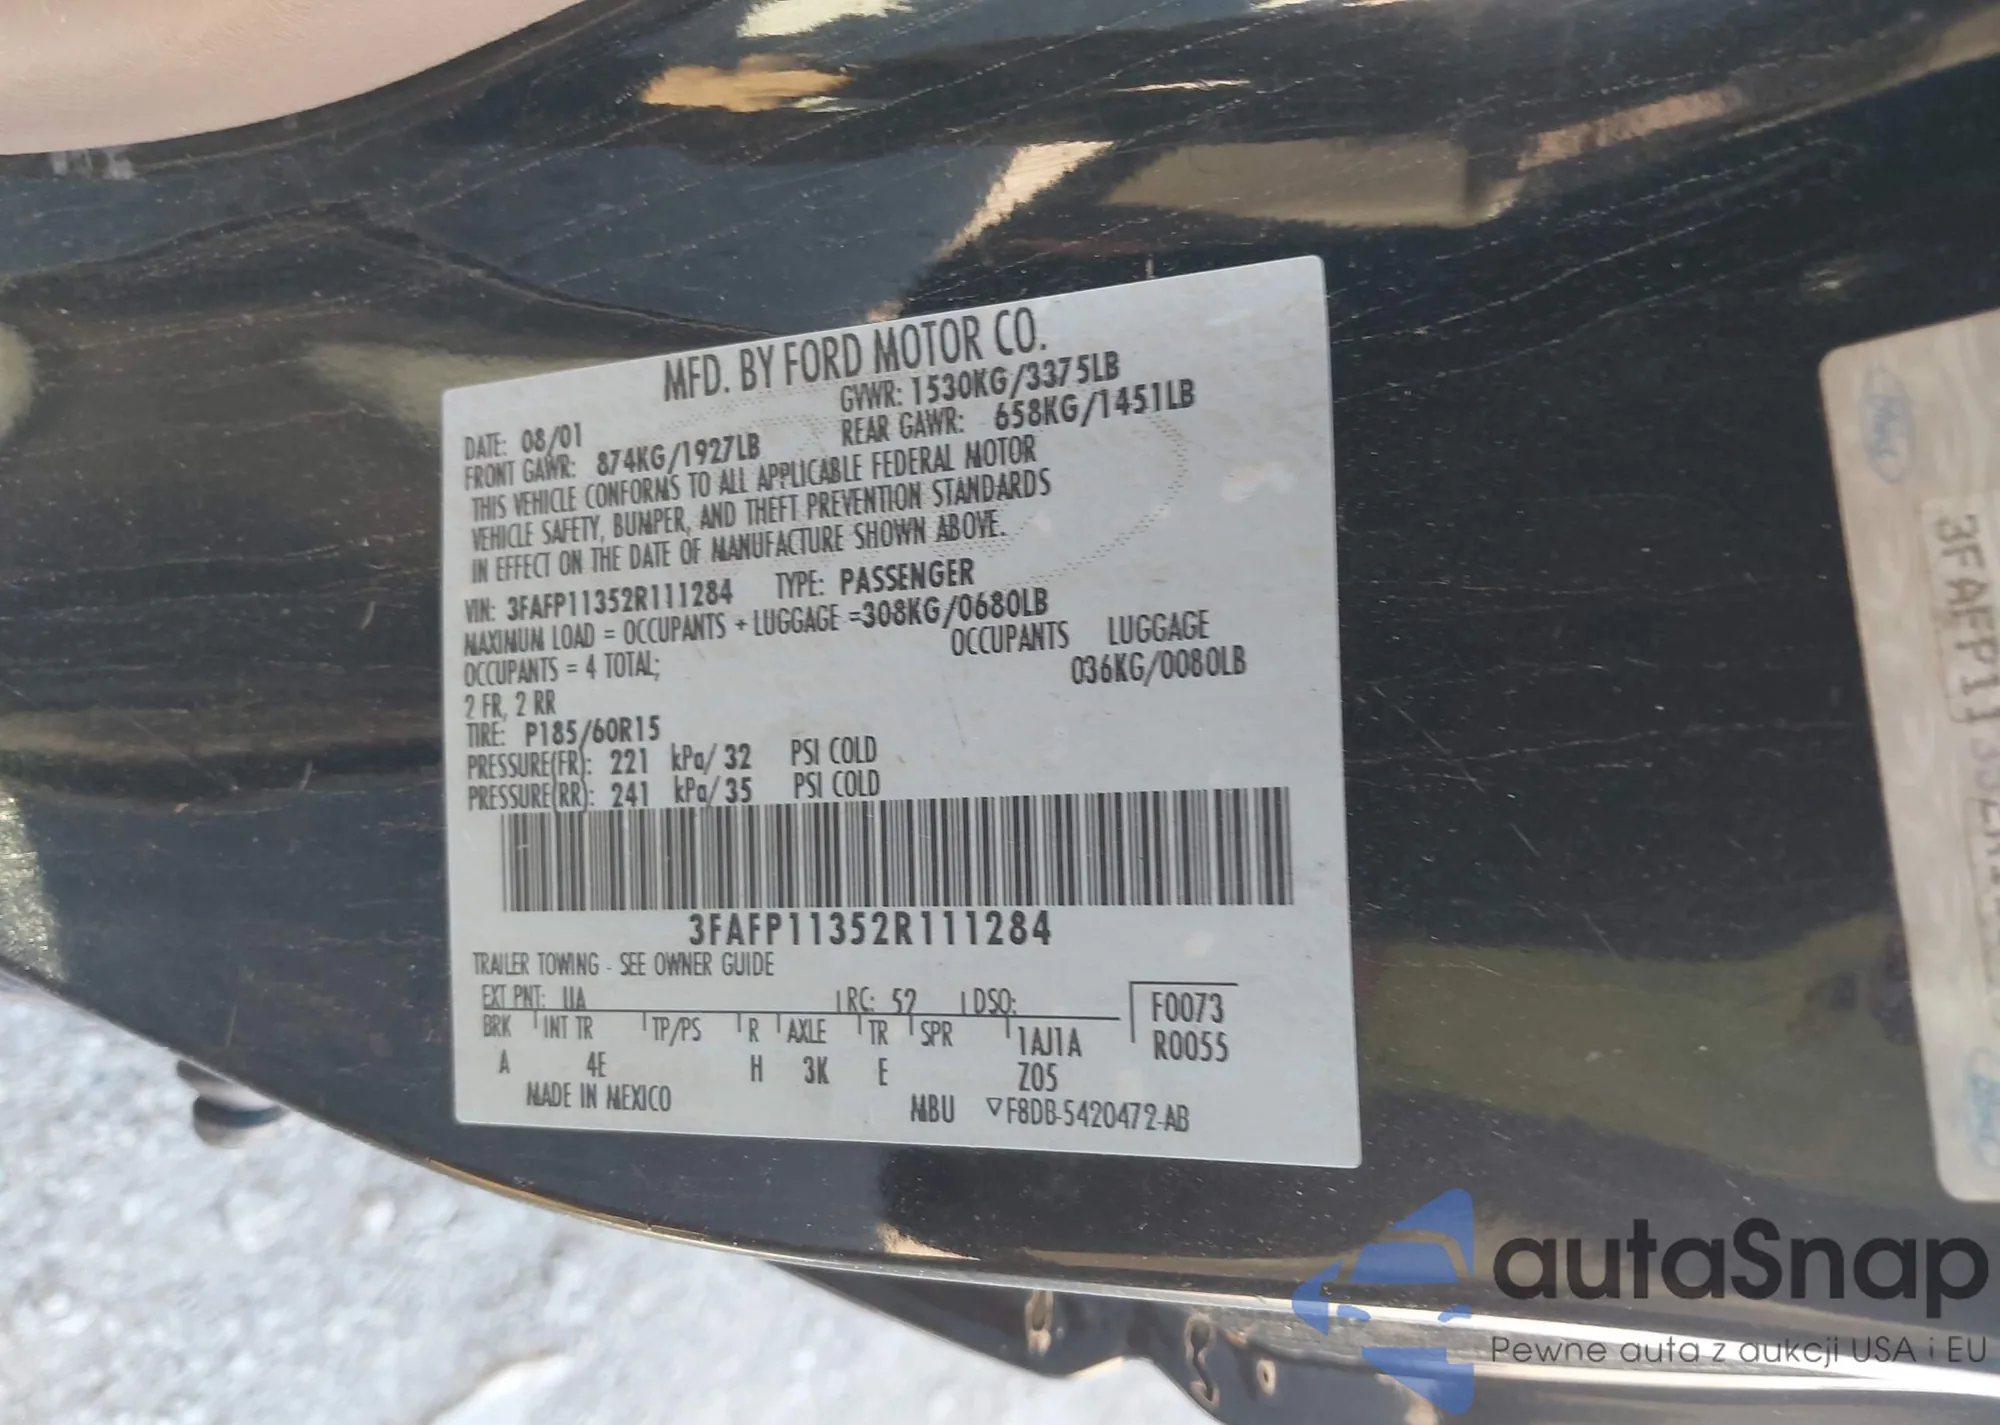 MFD. BY FORD MOTOR CO.
DATE: 08/01 GVWR: 1530KG/3375LB
FRONT GAWR: 874KG/1927LB REAR GAWR: 658KG/1451LB
THIS VEHICLE CONFORMS TO ALL APPLICABLE FEDERAL MOTOR
VEHICLE SAFETY, BUMPER, AND THEFT PREVENTION STANDARDS
IN EFFECT ON THE DATE OF MANUFACTURE SHOWN ABOVE.
VIN: 3FAFP11352R111284 TYPE: PASSENGER
MAXIMUM LOAD = OCCUPANTS + LUGGAGE =308KG/0680LB
OCCUPANTS = 4 TOTAL; OCCUPANTS LUGGAGE
2 FR, 2 RR 036KG/0080LB
TIRE: P185/60R15
PRESSURE(FR): 221 kPa/ 32 PSI COLD
PRESSURE(RR): 241 kPa/ 35 PSI COLD
3FAFP11352R111284
TRAILER TOWING - SEE OWNER GUIDE
EXT PNT: UA RC: 52 DSO: F0073
BRK INT TR TP/PS R AXLE TR SPR 1AJ1A R0055
A 4E H 3K E Z05
MADE IN MEXICO MBU ▽F8DB-5420472-AB
Ford
3FAFP11352R
Ford
autaSnap
Pewne auta z aukcji USA i EU